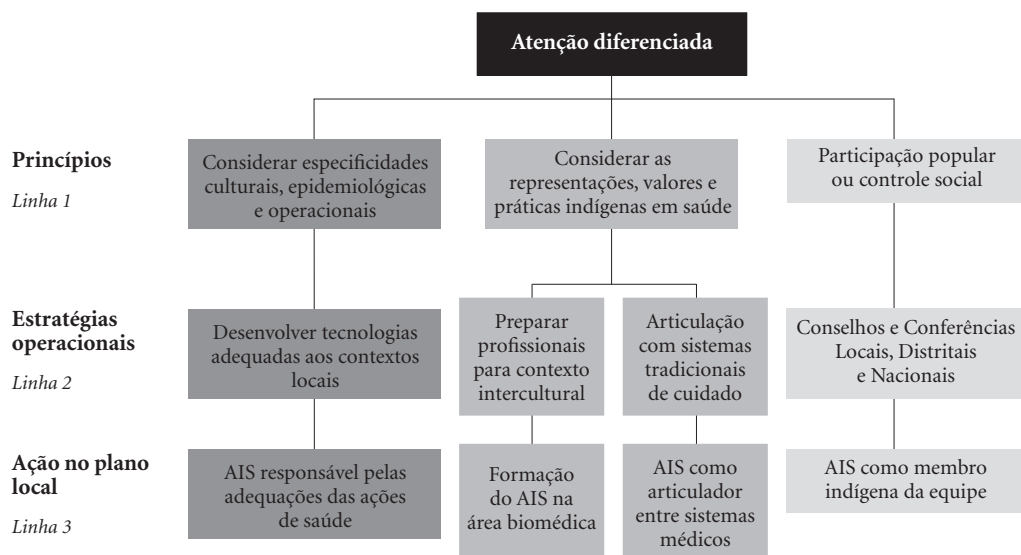 Atenção diferenciada
Princípios
Linha 1
Considerar especificidades
culturais, epidemiológicas
e operacionais
Considerar as
representações, valores e
práticas indígenas em saúde
Participação popular
ou controle social
Estratégias
operacionais
Linha 2
Desenvolver tecnologias
adequadas aos contextos
locais
Preparar
profissionais
para contexto
intercultural
Articulação
com sistemas
tradicionais
de cuidado
Conselhos e Conferências
Locais, Distritais
e Nacionais
Ação no plano
local
Linha 3
AIS responsável pelas
adequações das ações
de saúde
Formação
do AIS na
área biomédica
AIS como
articulador
entre sistemas
médicos
AIS como membro
indígena da equipe